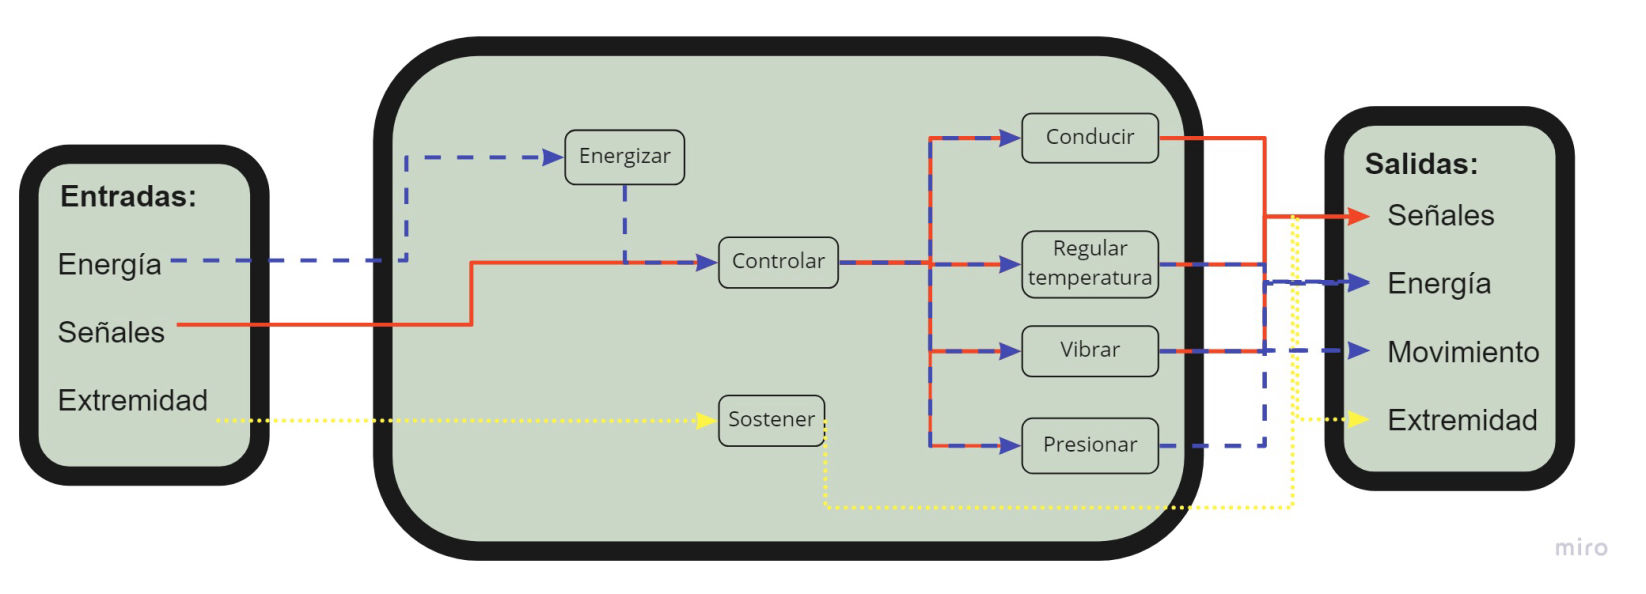 Entradas:
Energía
Señales
Extremidad
Energizar
Controlar
Sostener
Conducir
Regular
temperatura
Vibrar
Presionar
Salidas:
Señales
Energía
Movimiento
Extremidad
miro